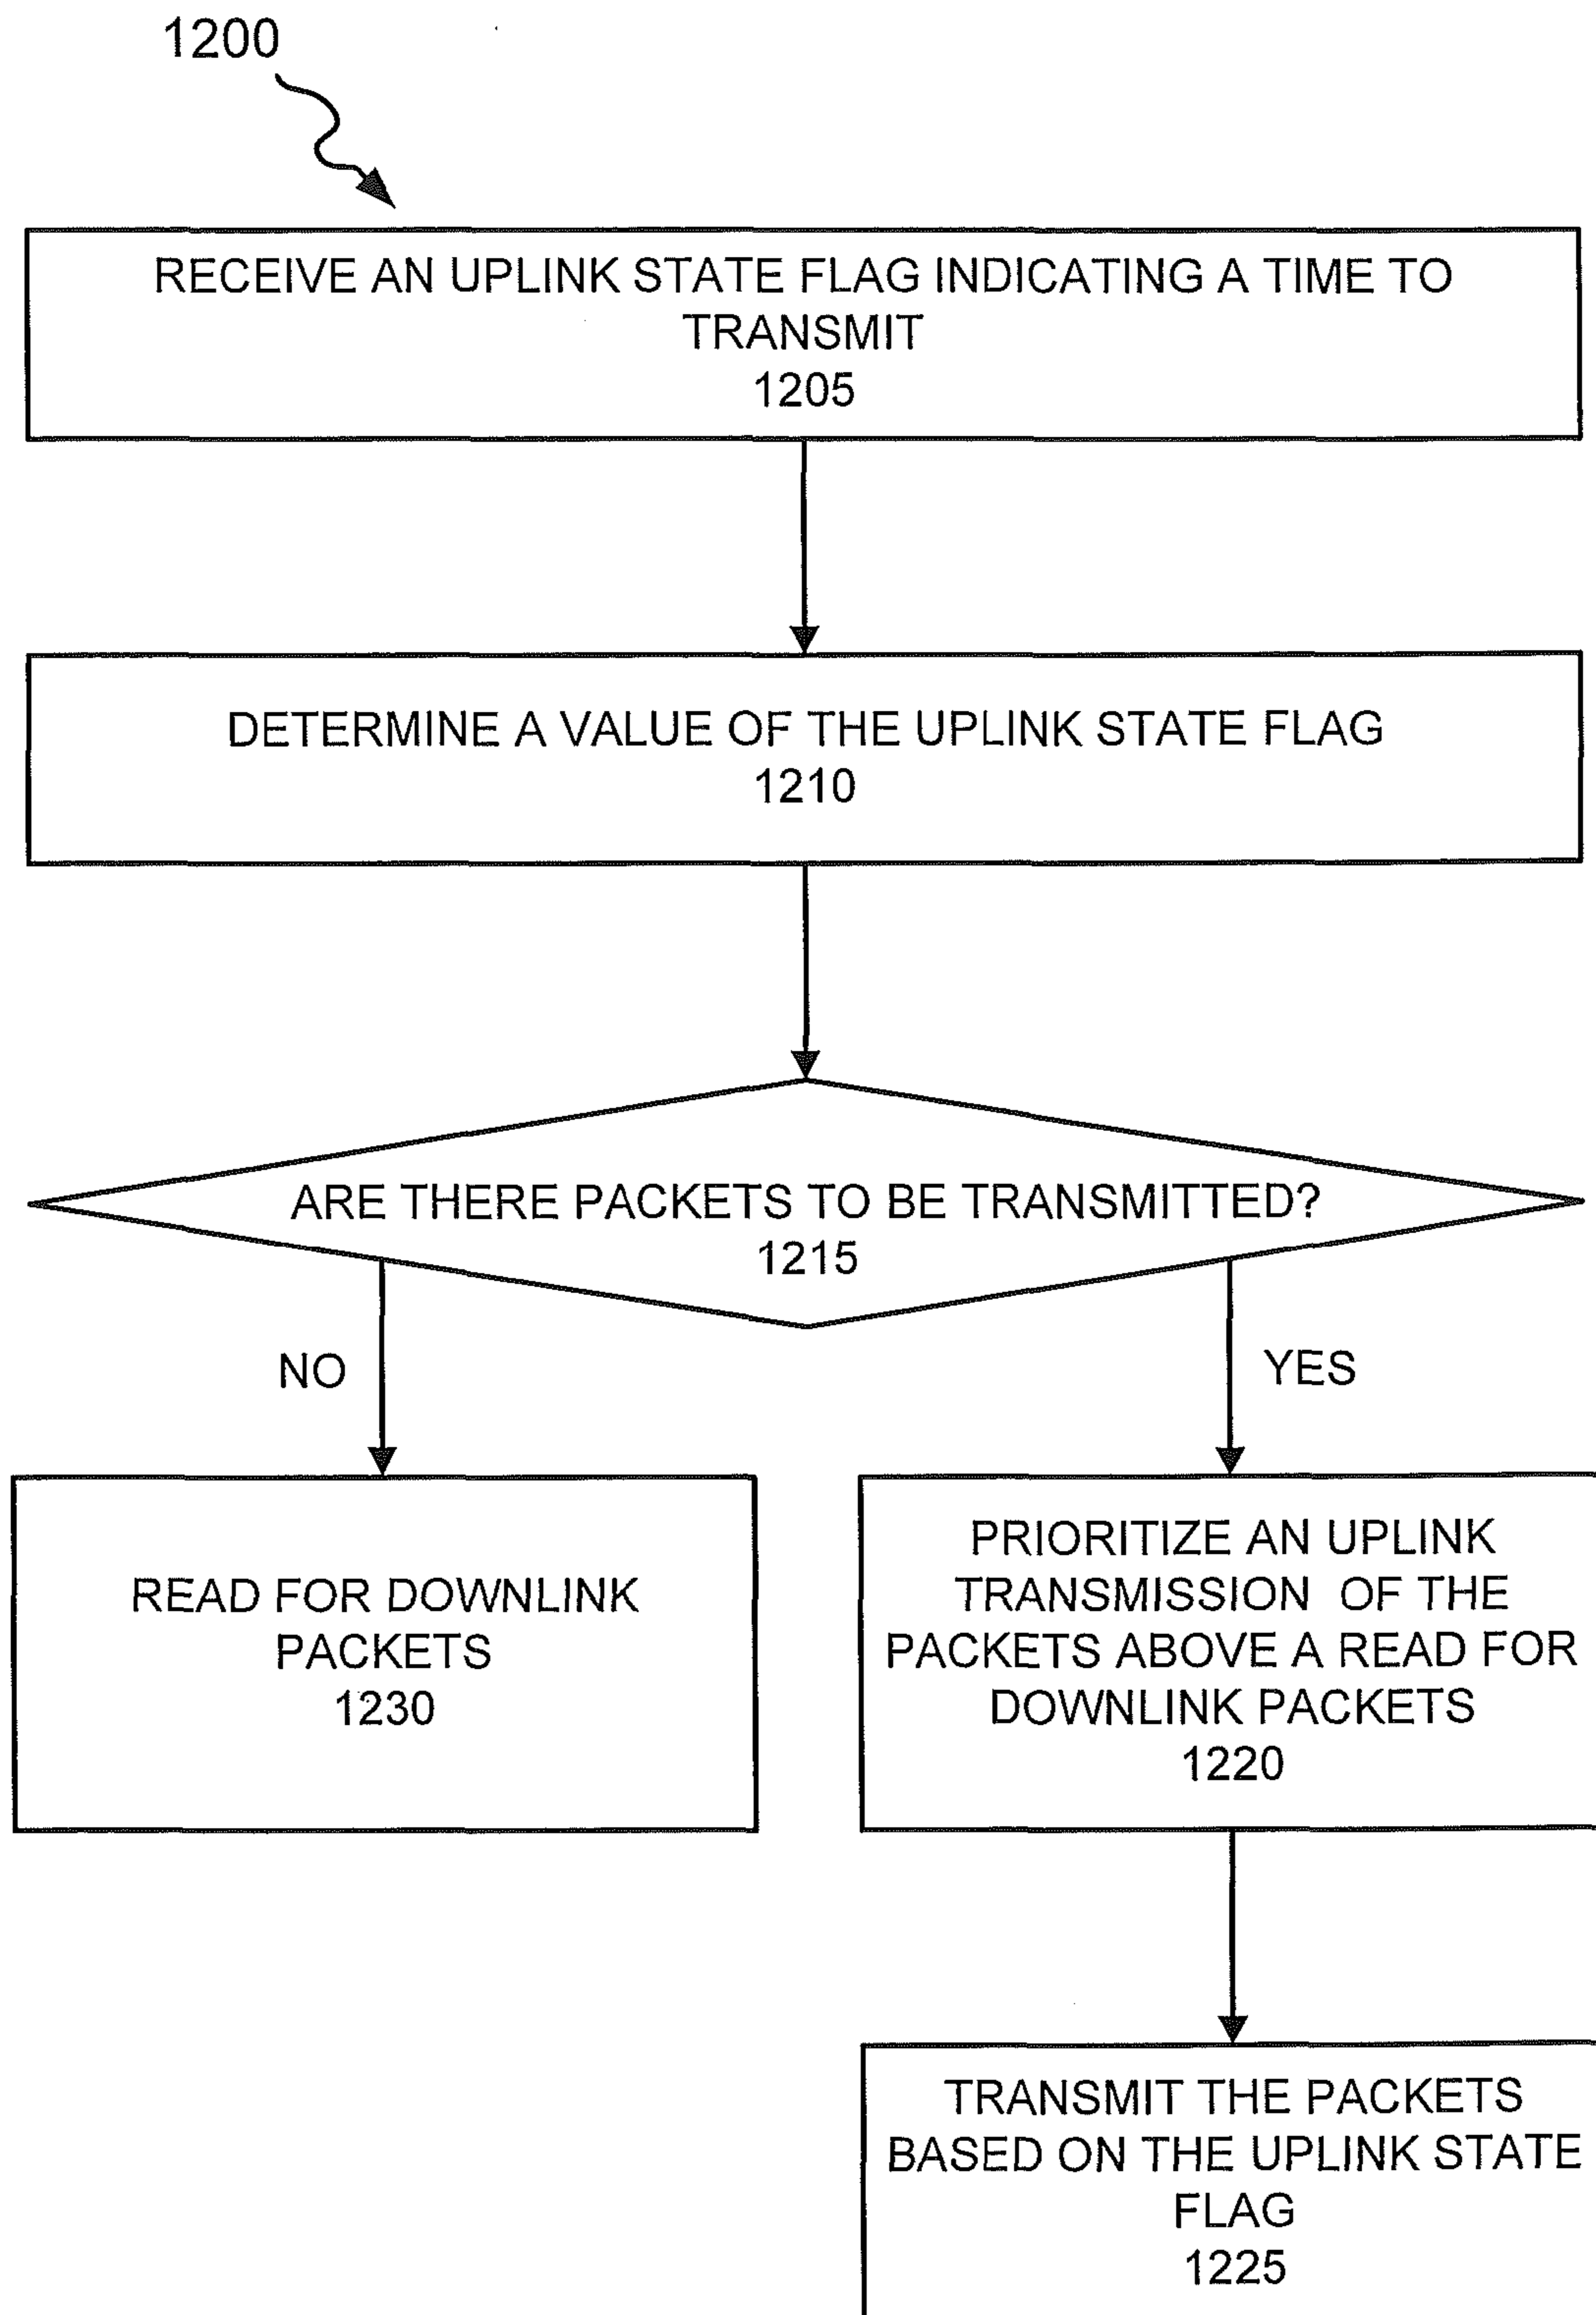 1200
RECEIVE AN UPLINK STATE FLAG INDICATING A TIME TO
TRANSMIT
1205
DETERMINE A VALUE OF THE UPLINK STATE FLAG
1210
ARE THERE PACKETS TO BE TRANSMITTED?
1215
NO
YES
READ FOR DOWNLINK
PACKETS
1230
PRIORITIZE AN UPLINK
TRANSMISSION OF THE
PACKETS ABOVE A READ FOR
DOWNLINK PACKETS
1220
TRANSMIT THE PACKETS
BASED ON THE UPLINK STATE
FLAG
1225